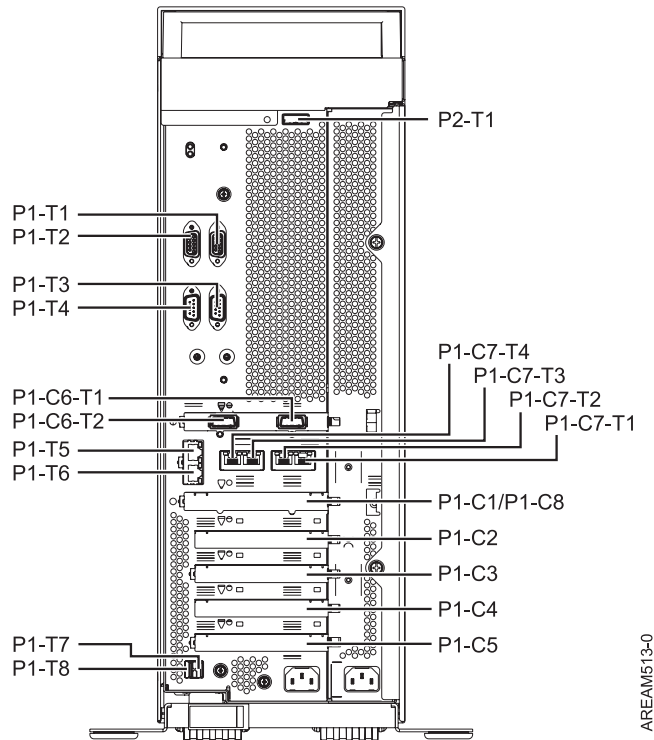 P2-T1
P1-T1
P1-T2
P1-T3
P1-T4
P1-C7-T4
P1-C7-T3
P1-C7-T2
P1-C7-T1
P1-C6-T1
P1-C6-T2
P1-T5
P1-T6
P1-C1/P1-C8
P1-C2
P1-C3
P1-C4
P1-C5
P1-T7
P1-T8
AREAM513-0